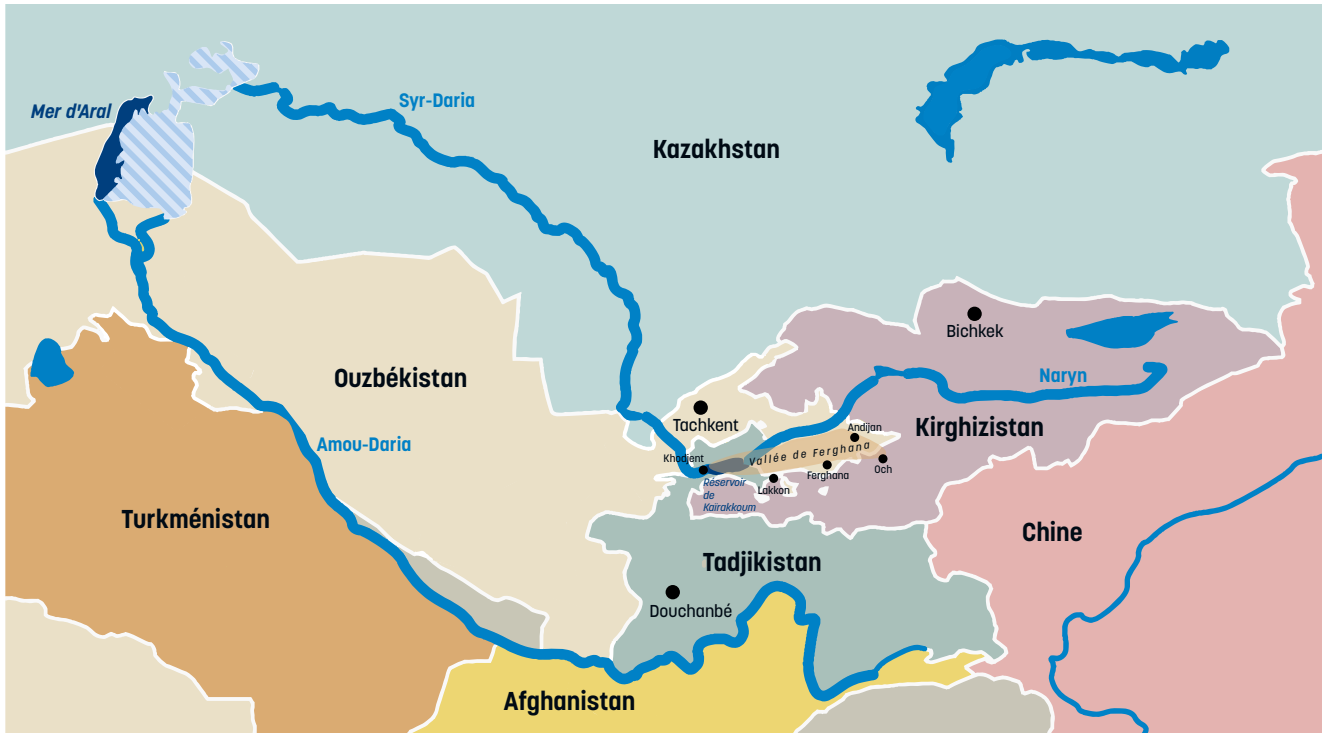 Mer d'Aral
Syr-Daria
Kazakhstan
Bichkek
Ouzbékistan
Naryn
Tachkent
Kirghizistan
Amou-Daria
Andijan
Khodjent
Vallée de Ferghana
Och
Ferghana
Réservoir
de
Kaïrakkoum
Lakkon
Turkménistan
Chine
Tadjikistan
Douchanbé
Afghanistan